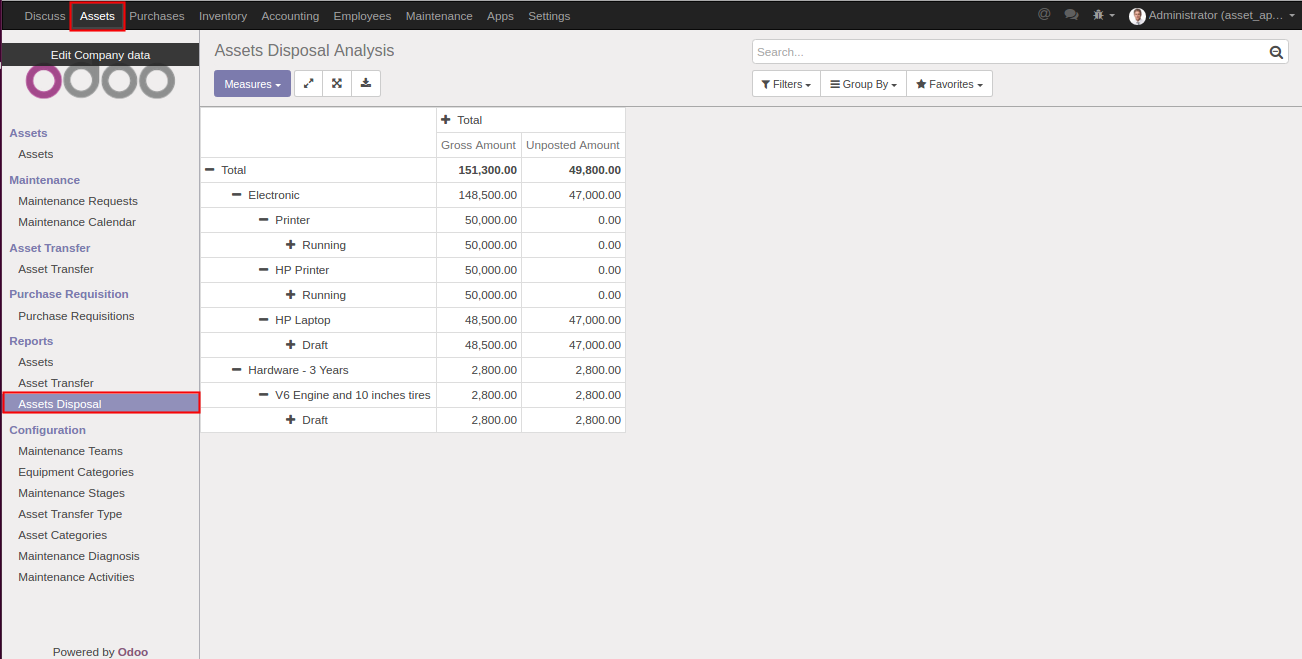 Discuss Assets Purchases Inventory Accounting Employees Maintenance Apps Settings @ Administrator (asset_ap...
Edit Company data
odoo
Assets
Assets
Maintenance
Maintenance Requests
Maintenance Calendar
Asset Transfer
Asset Transfer
Purchase Requisition
Purchase Requisitions
Reports
Assets
Asset Transfer
Assets Disposal
Configuration
Maintenance Teams
Equipment Categories
Maintenance Stages
Asset Transfer Type
Asset Categories
Maintenance Diagnosis
Maintenance Activities
Powered by Odoo
Assets Disposal Analysis
Search...
Measures
Filters Group By Favorites
Total
Gross Amount Unposted Amount
Total 151,300.00 49,800.00
Electronic 148,500.00 47,000.00
Printer 50,000.00 0.00
Running 50,000.00 0.00
HP Printer 50,000.00 0.00
Running 50,000.00 0.00
HP Laptop 48,500.00 47,000.00
Draft 48,500.00 47,000.00
Hardware - 3 Years 2,800.00 2,800.00
V6 Engine and 10 inches tires 2,800.00 2,800.00
Draft 2,800.00 2,800.00